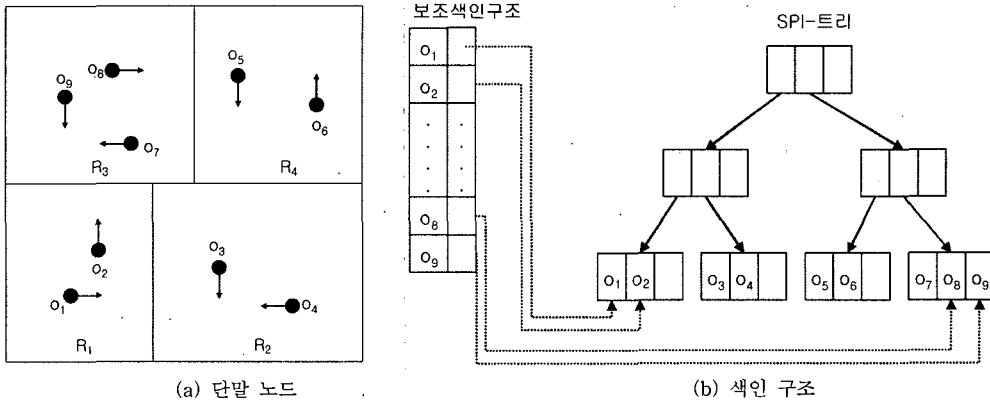 O₉
O₈
O₇
R₃
O₅
O₆
R₄
O₂
O₁
R₁
O₃
O₄
R₂
(a) 단말 노드
보조색인구조
O₁
O₂
O₈
O₉
SPI-트리
O₁ O₂
O₃ O₄
O₅ O₆
O₇ O₈ O₉
(b) 색인 구조